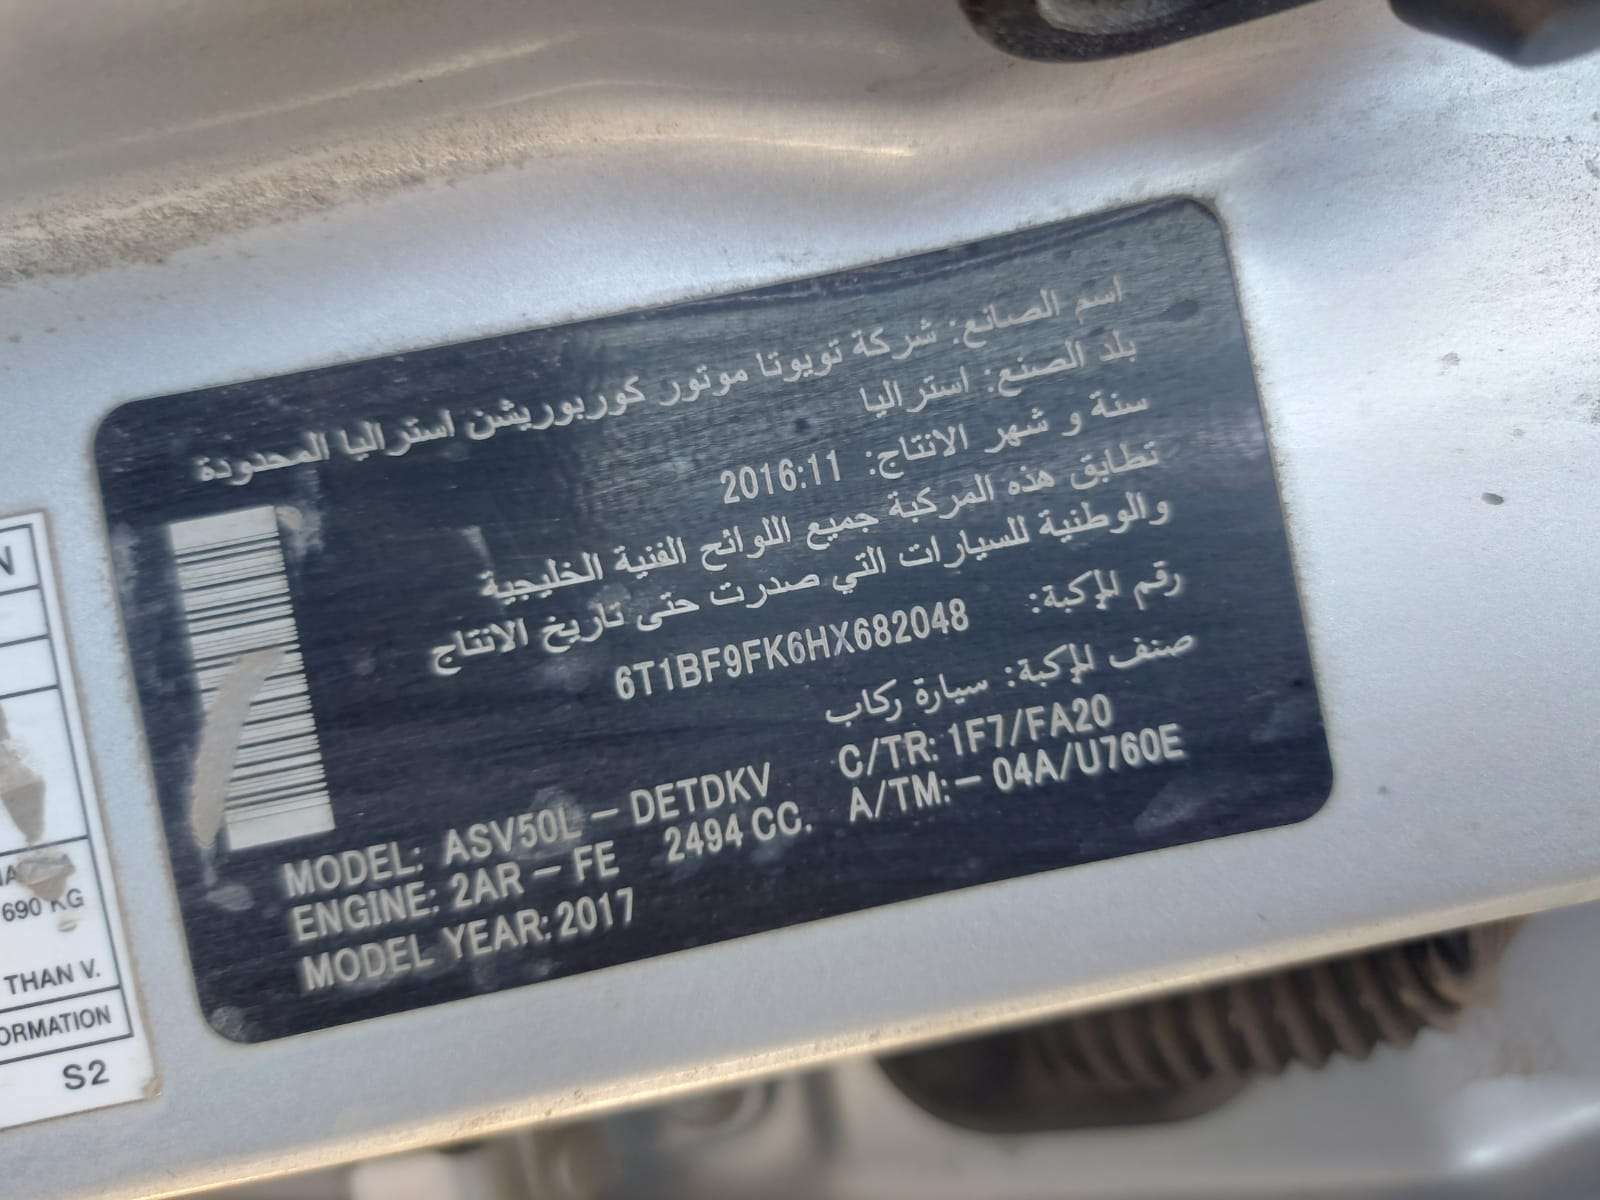 اسم الصانع: شركة تويوتا موتور كوربوريشن استراليا المحدودة
بلد الصنع: استراليا
سنة و شهر الانتاج: 2016:11
تطابق هذه المركبة جميع اللوائح الفنية الخليجية
والوطنية للسيارات التي صدرت حتى تاريخ الانتاج
رقم المركبة: 6T1BF9FK6HX682048
صنف المركبة: سيارة ركاب
MODEL: ASV50L - DETDKV C/TR: 1F7/FA20
ENGINE: 2AR - FE 2494 CC. A/TM: - 04A/U760E
MODEL YEAR: 2017
N
690 KG
THAN V.
ORMATION
S2